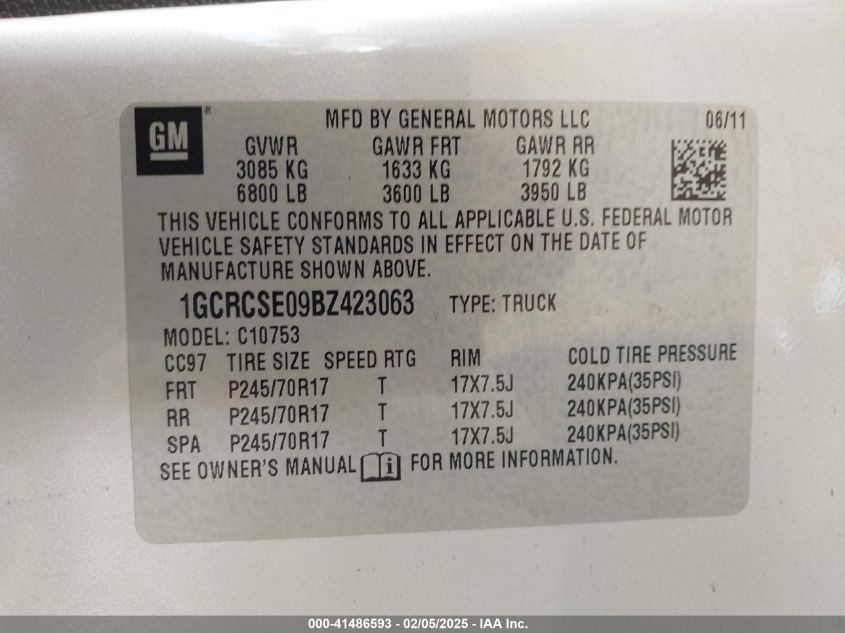 GM ®
MFD BY GENERAL MOTORS LLC 06/11
GVWR GAWR FRT GAWR RR
3085 KG 1633 KG 1792 KG
6800 LB 3600 LB 3950 LB
THIS VEHICLE CONFORMS TO ALL APPLICABLE U.S. FEDERAL MOTOR
VEHICLE SAFETY STANDARDS IN EFFECT ON THE DATE OF
MANUFACTURE SHOWN ABOVE.
1GCRCSE09BZ423063 TYPE: TRUCK
MODEL: C10753
CC97 TIRE SIZE SPEED RTG RIM COLD TIRE PRESSURE
FRT P245/70R17 T 17X7.5J 240KPA(35PSI)
RR P245/70R17 T 17X7.5J 240KPA(35PSI)
SPA P245/70R17 T 17X7.5J 240KPA(35PSI)
SEE OWNER'S MANUAL i FOR MORE INFORMATION.
000-41486593 - 02/05/2025 - IAA Inc.